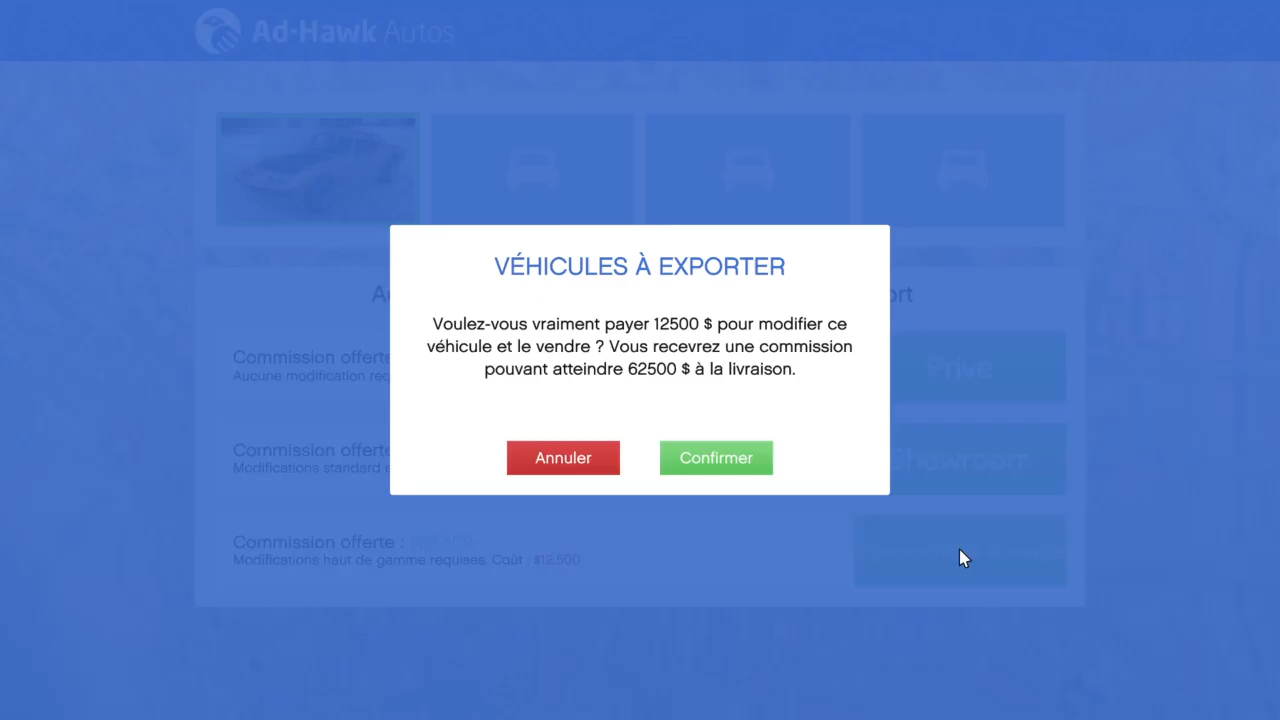 Ad-Hawk Autos
VÉHICULES À EXPORTER
Voulez-vous vraiment payer 12500 $ pour modifier ce
véhicule et le vendre ? Vous recevrez une commission
pouvant atteindre 62500 $ à la livraison.
Annuler
Confirmer
Commission offerte
Aucune modification
Privé
Commission offerte
Modifications standard
Showroom
Commission offerte :
Modifications haut de gamme requises. Coût : $12,500